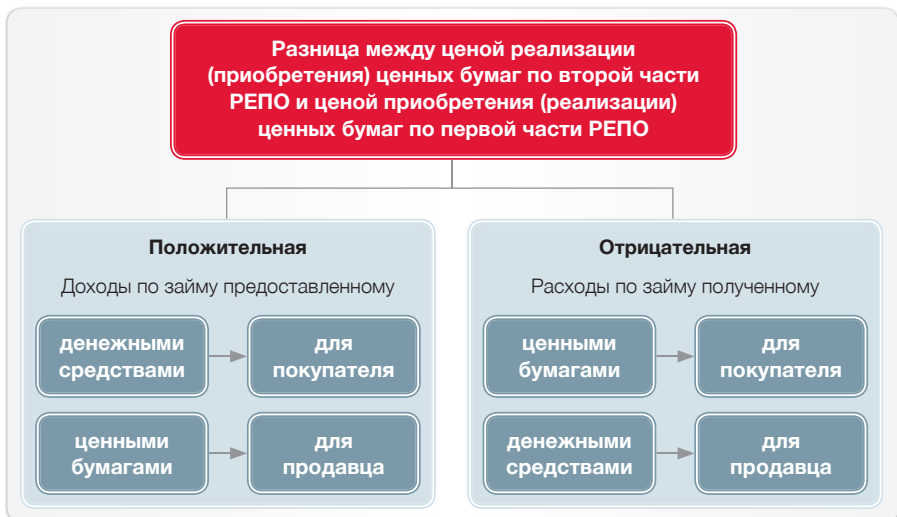 Разница между ценой реализации
(приобретения) ценных бумаг по второй части
РЕПО и ценой приобретения (реализации)
ценных бумаг по первой части РЕПО
Положительная
Доходы по займу предоставленному
денежными
средствами
для
покупателя
ценными
бумагами
для
продавца
Отрицательная
Расходы по займу полученному
ценными
бумагами
для
покупателя
денежными
средствами
для
продавца